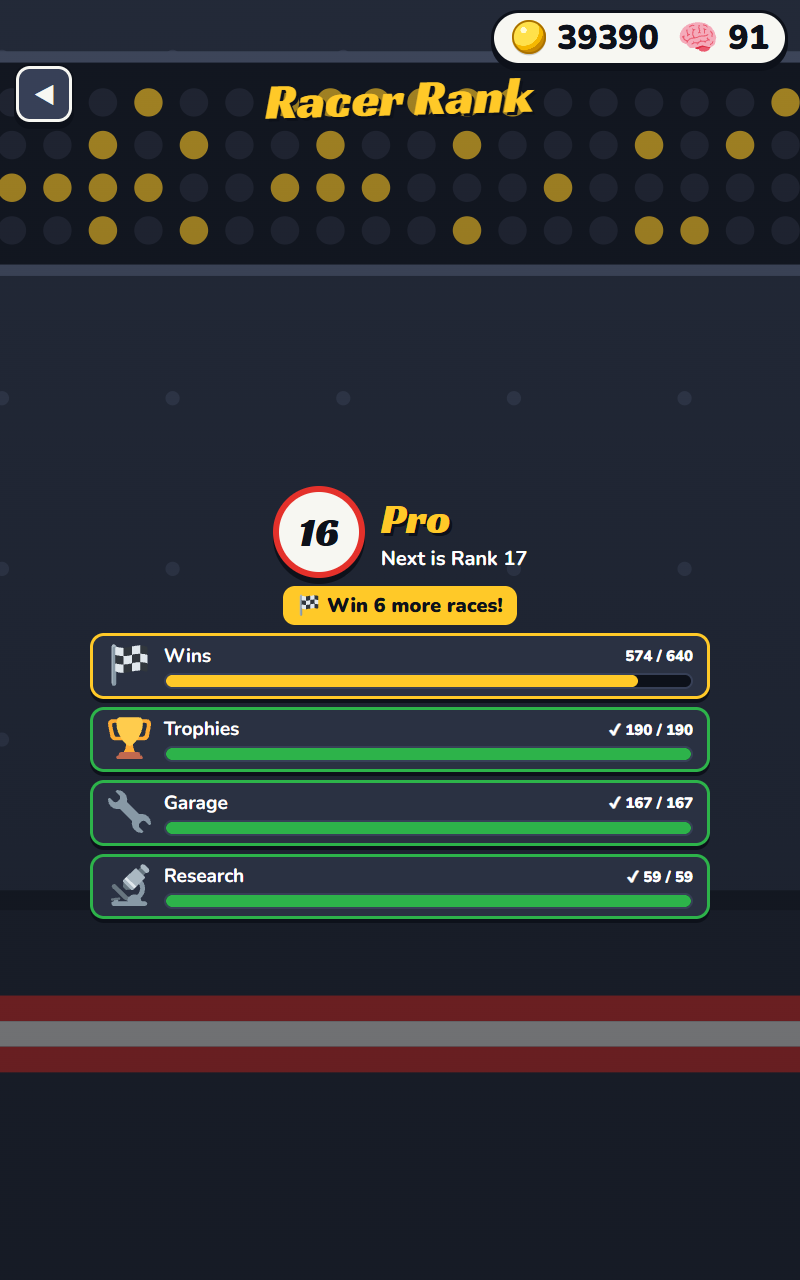 39390 91
Racer Rank
16
Pro
Next is Rank 17
Win 6 more races!
Wins 574 / 640
Trophies ✓ 190 / 190
Garage ✓ 167 / 167
Research ✓ 59 / 59